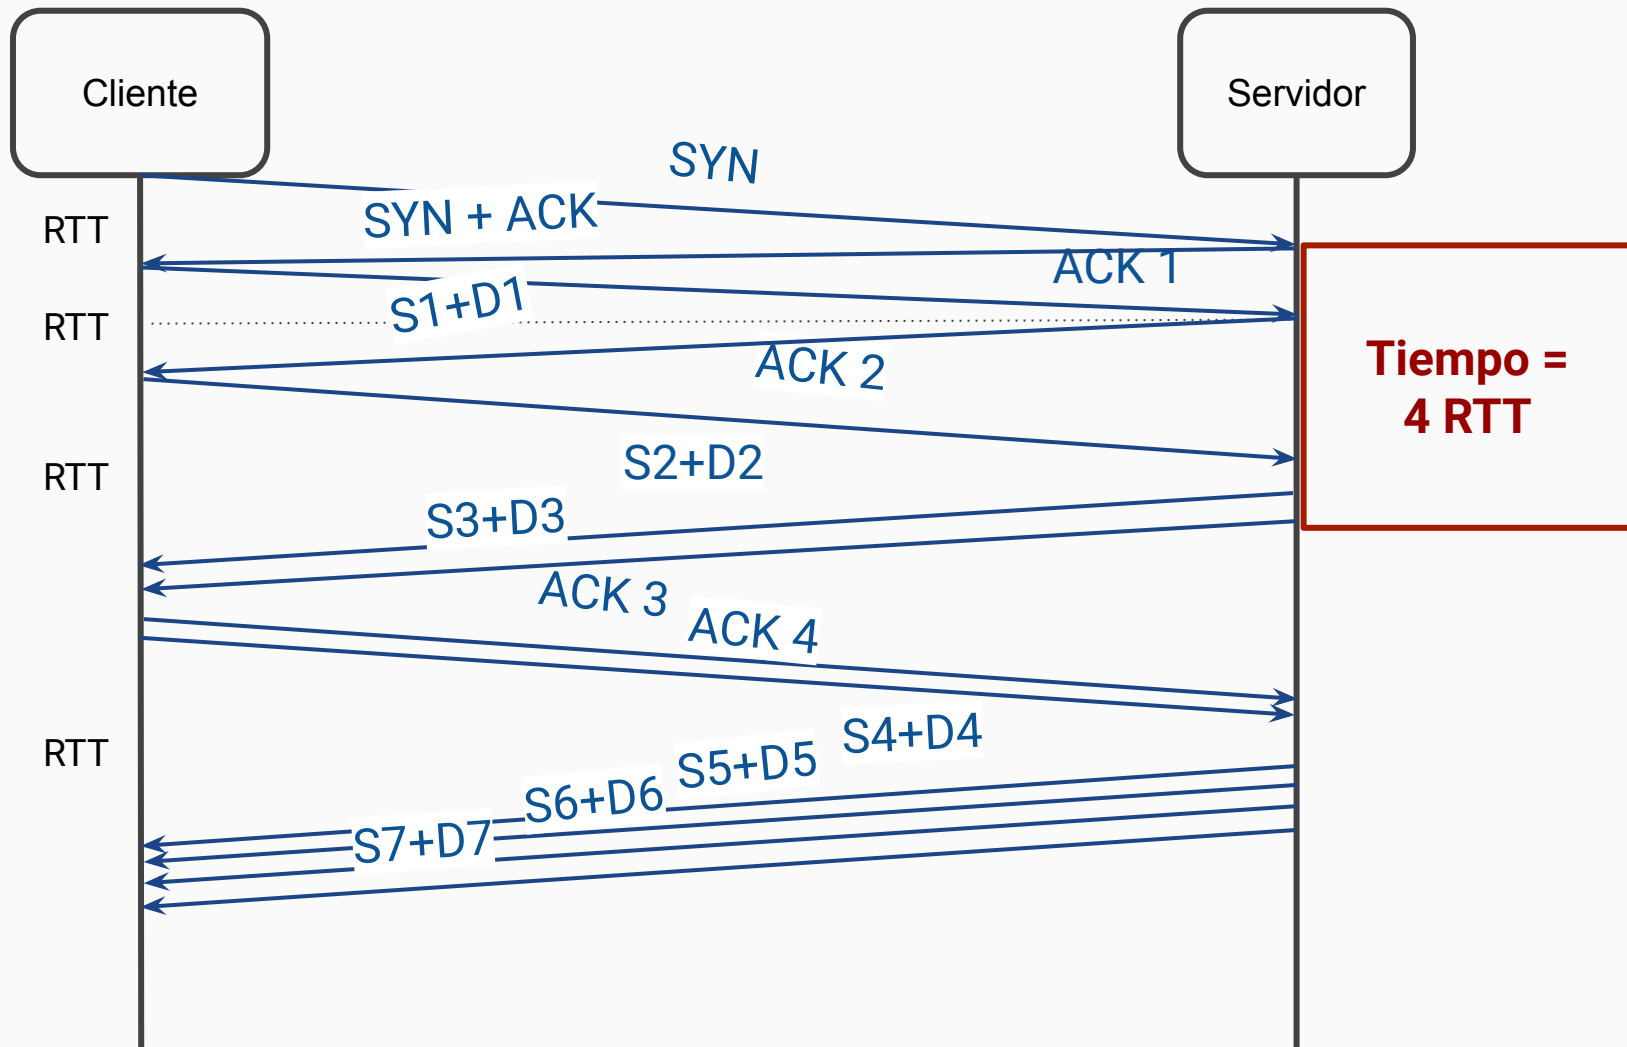 Cliente
Servidor
SYN
SYN + ACK
RTT
ACK 1
S1+D1
RTT
ACK 2
Tiempo =
4 RTT
S2+D2
RTT
S3+D3
ACK 3
ACK 4
S4+D4
RTT
S5+D5
S6+D6
S7+D7